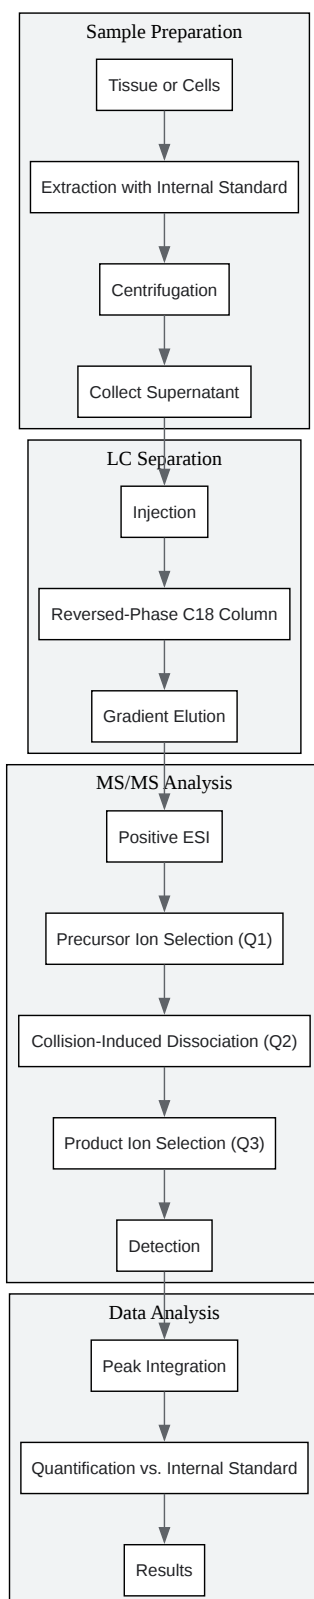 Sample Preparation
Tissue or Cells
Extraction with Internal Standard
Centrifugation
Collect Supernatant
LC Separation
Injection
Reversed-Phase C18 Column
Gradient Elution
MS/MS Analysis
Positive ESI
Precursor Ion Selection (Q1)
Collision-Induced Dissociation (Q2)
Product Ion Selection (Q3)
Detection
Data Analysis
Peak Integration
Quantification vs. Internal Standard
Results